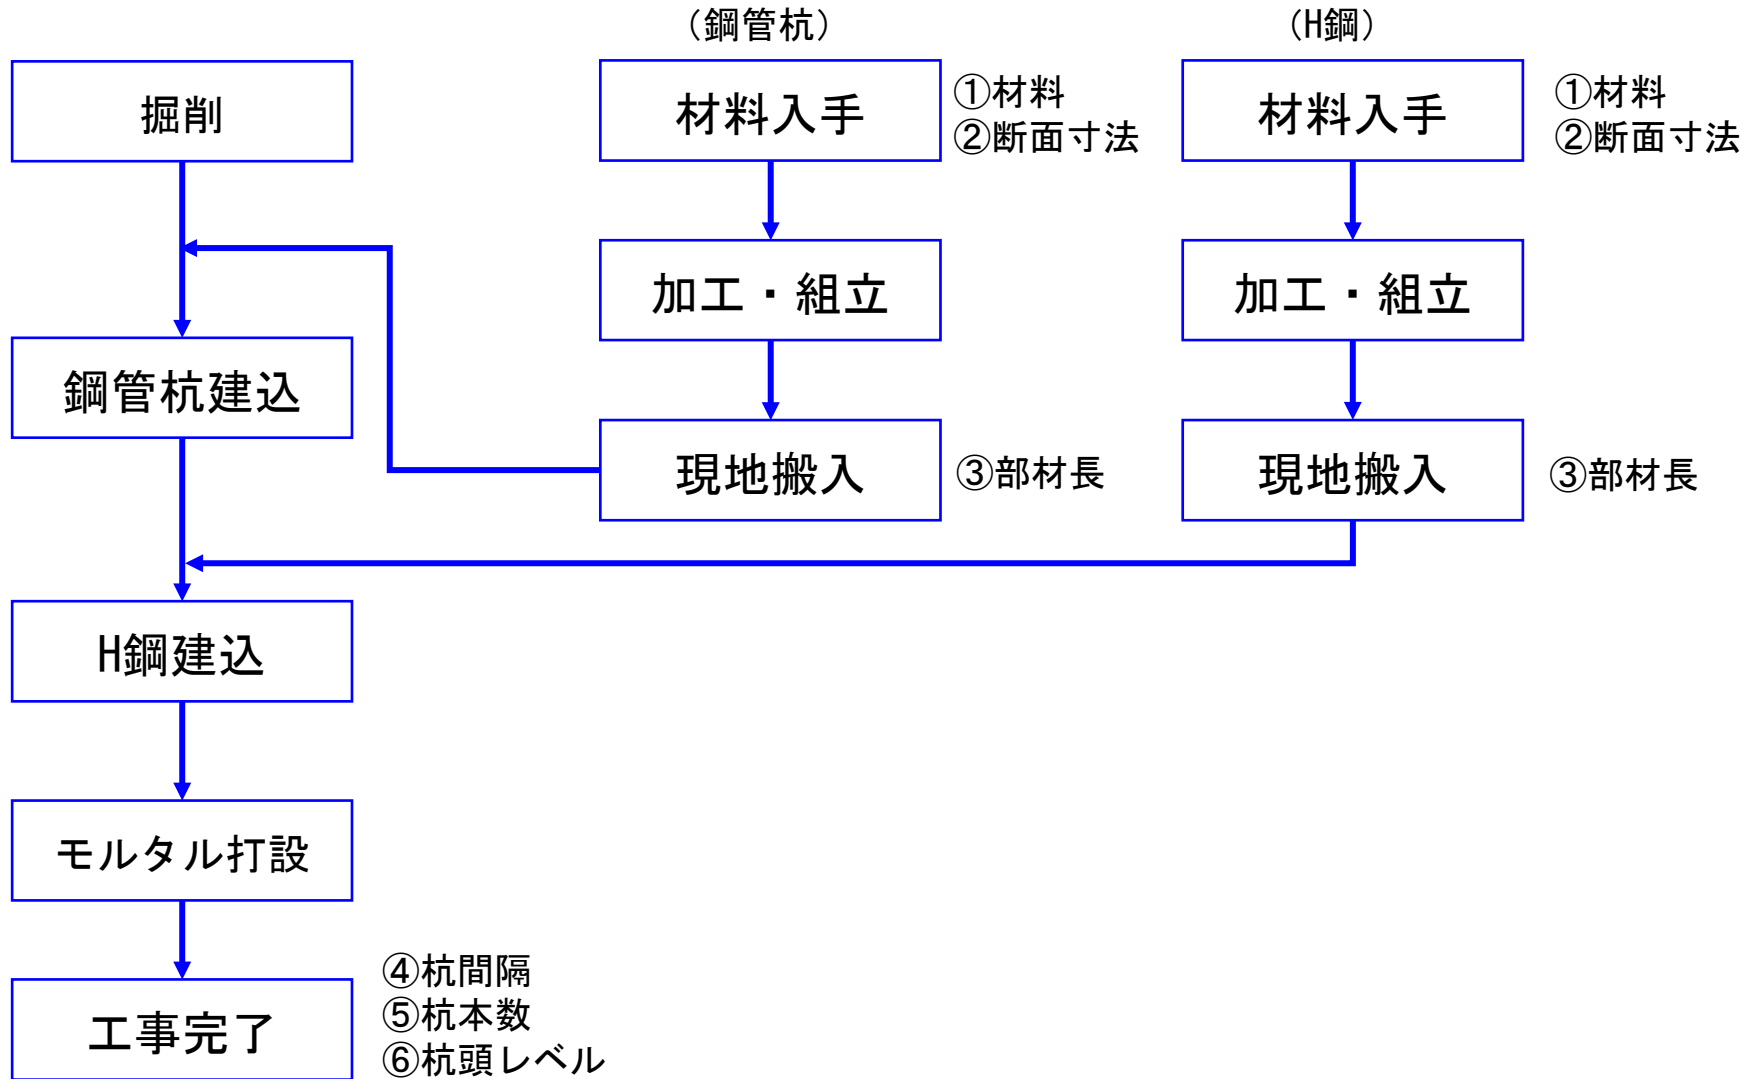 （鋼管杭）
（H鋼）
掘削
材料入手
①材料
②断面寸法
材料入手
①材料
②断面寸法
加工・組立
加工・組立
鋼管杭建込
現地搬入
③部材長
現地搬入
③部材長
H鋼建込
モルタル打設
工事完了
④杭間隔
⑤杭本数
⑥杭頭レベル